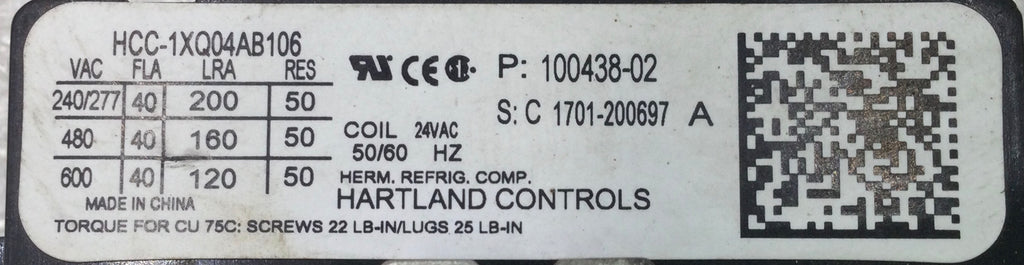 HCC-1XQ04AB106
VAC FLA LRA RES
240/277 40 200 50
480 40 160 50
600 40 120 50
MADE IN CHINA
TORQUE FOR CU 75C: SCREWS 22 LB-IN/LUGS 25 LB-IN
CE
P: 100438-02
S: C 1701-200697 A
COIL 24VAC
50/60 HZ
HERM. REFRIG. COMP.
HARTLAND CONTROLS